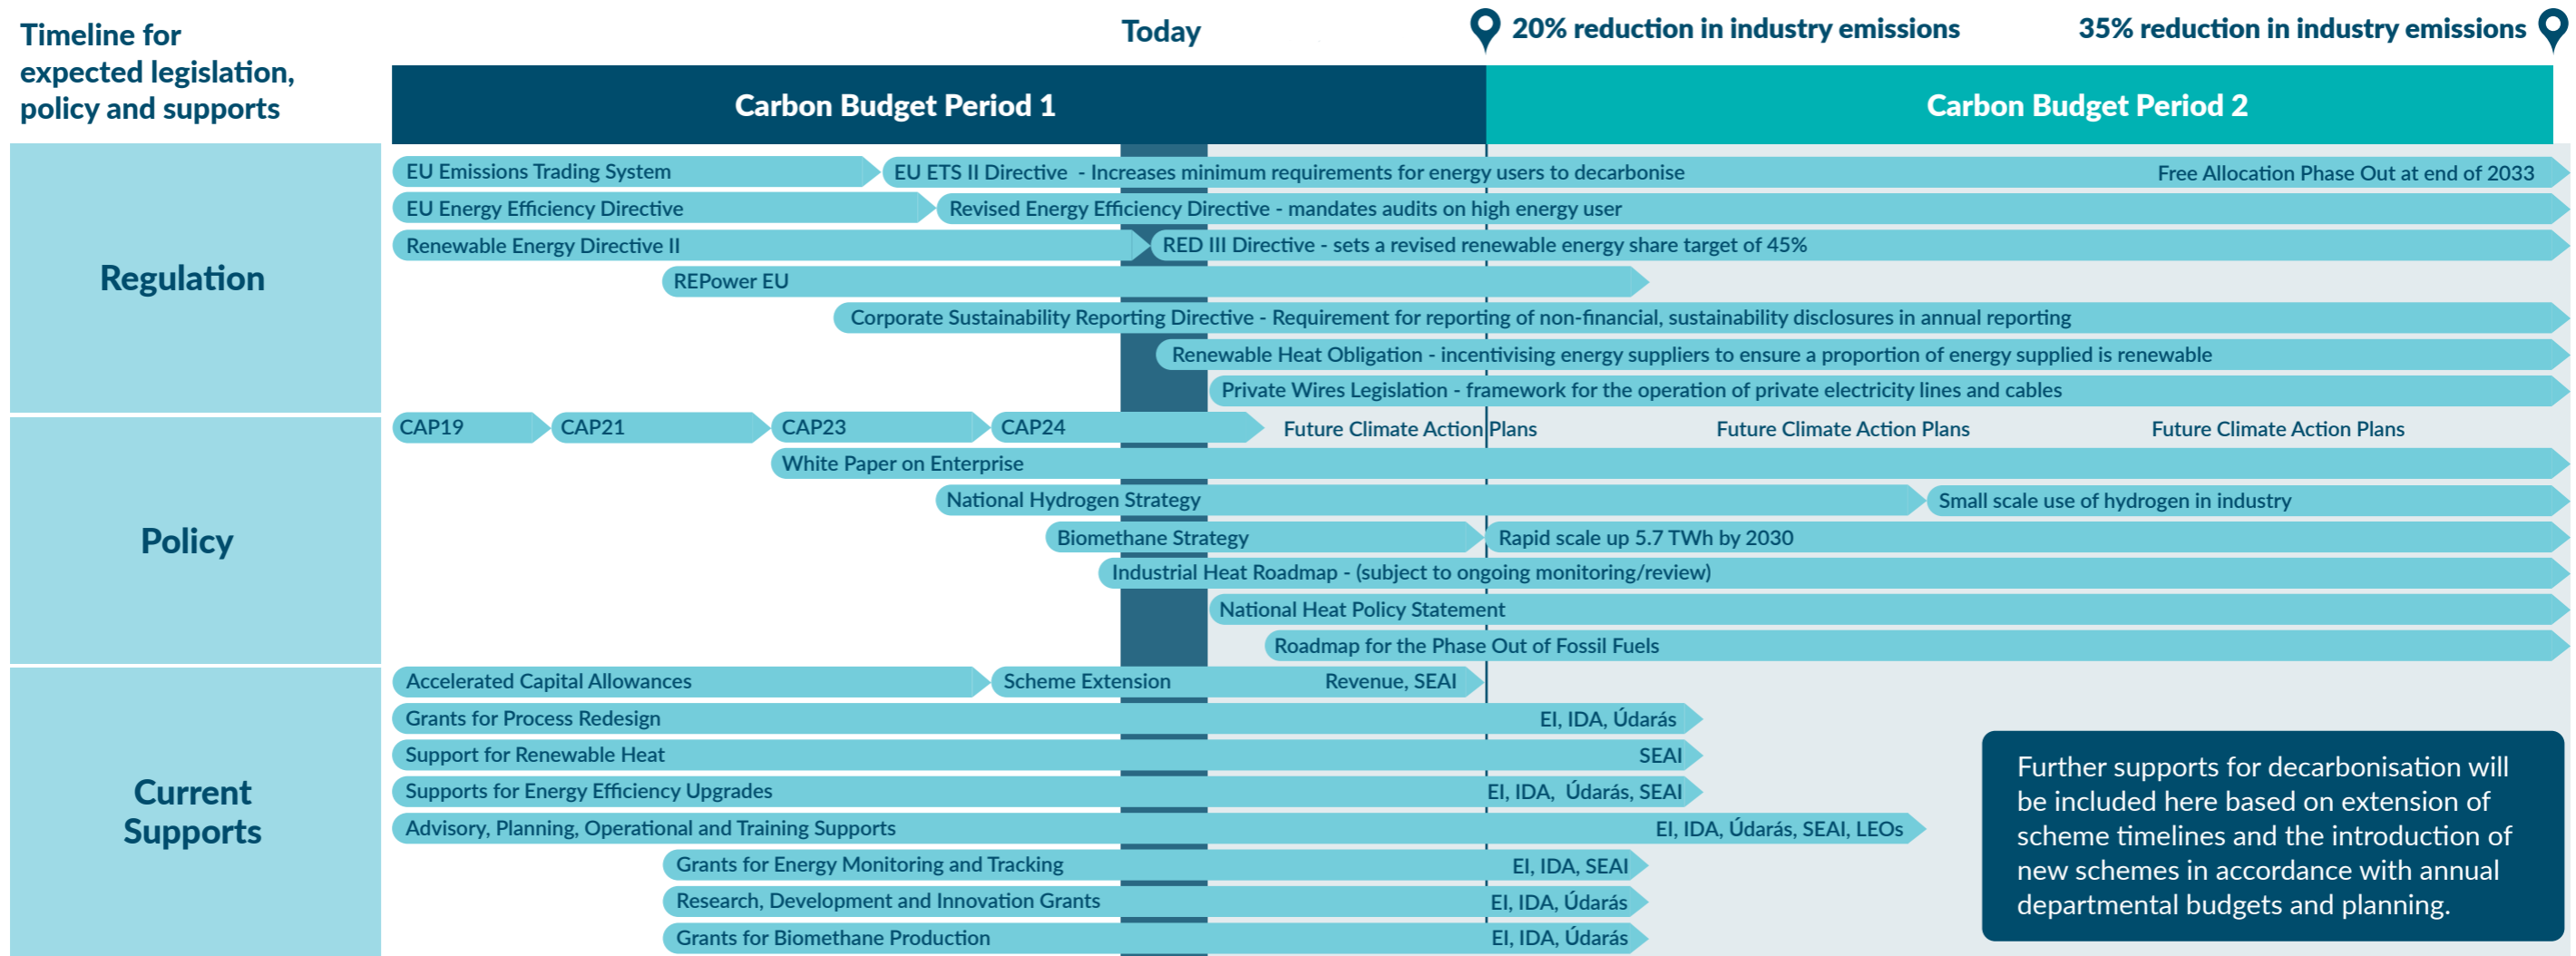 Timeline for
expected legislation,
policy and supports
Today
20% reduction in industry emissions
35% reduction in industry emissions
Carbon Budget Period 1
Carbon Budget Period 2
Regulation
EU Emissions Trading System
EU ETS II Directive - Increases minimum requirements for energy users to decarbonise
Free Allocation Phase Out at end of 2033
EU Energy Efficiency Directive
Revised Energy Efficiency Directive - mandates audits on high energy user
Renewable Energy Directive II
RED III Directive - sets a revised renewable energy share target of 45%
REPower EU
Corporate Sustainability Reporting Directive - Requirement for reporting of non-financial, sustainability disclosures in annual reporting
Renewable Heat Obligation - incentivising energy suppliers to ensure a proportion of energy supplied is renewable
Private Wires Legislation - framework for the operation of private electricity lines and cables
Policy
CAP19
CAP21
CAP23
CAP24
Future Climate Action Plans
Future Climate Action Plans
Future Climate Action Plans
White Paper on Enterprise
National Hydrogen Strategy
Small scale use of hydrogen in industry
Biomethane Strategy
Rapid scale up 5.7 TWh by 2030
Industrial Heat Roadmap - (subject to ongoing monitoring/review)
National Heat Policy Statement
Roadmap for the Phase Out of Fossil Fuels
Current
Supports
Accelerated Capital Allowances
Scheme Extension
Revenue, SEAI
Grants for Process Redesign
EI, IDA, Údarás
Support for Renewable Heat
SEAI
Supports for Energy Efficiency Upgrades
EI, IDA, Údarás, SEAI
Advisory, Planning, Operational and Training Supports
EI, IDA, Údarás, SEAI, LEOs
Grants for Energy Monitoring and Tracking
EI, IDA, SEAI
Research, Development and Innovation Grants
EI, IDA, Údarás
Grants for Biomethane Production
EI, IDA, Údarás
Further supports for decarbonisation will
be included here based on extension of
scheme timelines and the introduction of
new schemes in accordance with annual
departmental budgets and planning.